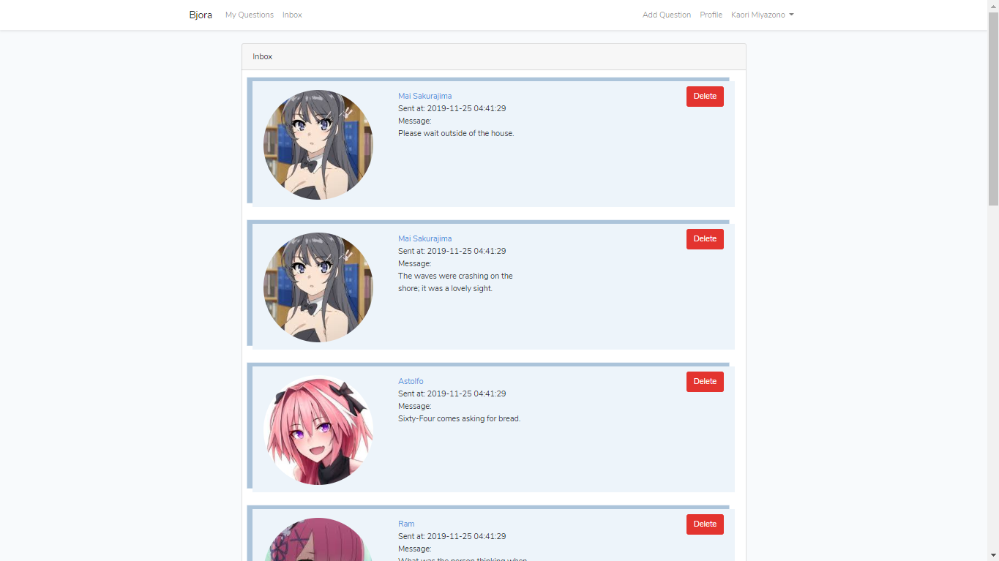 Bjora My Questions Inbox Add Question Profile Kaori Miyazono
Inbox
Mai Sakurajima Delete
Sent at: 2019-11-25 04:41:29
Message:
Please wait outside of the house.
Mai Sakurajima Delete
Sent at: 2019-11-25 04:41:29
Message:
The waves were crashing on the
shore; it was a lovely sight.
Astolfo Delete
Sent at: 2019-11-25 04:41:29
Message:
Sixty-Four comes asking for bread.
Ram Delete
Sent at: 2019-11-25 04:41:29
Message:
What was the person thinking when